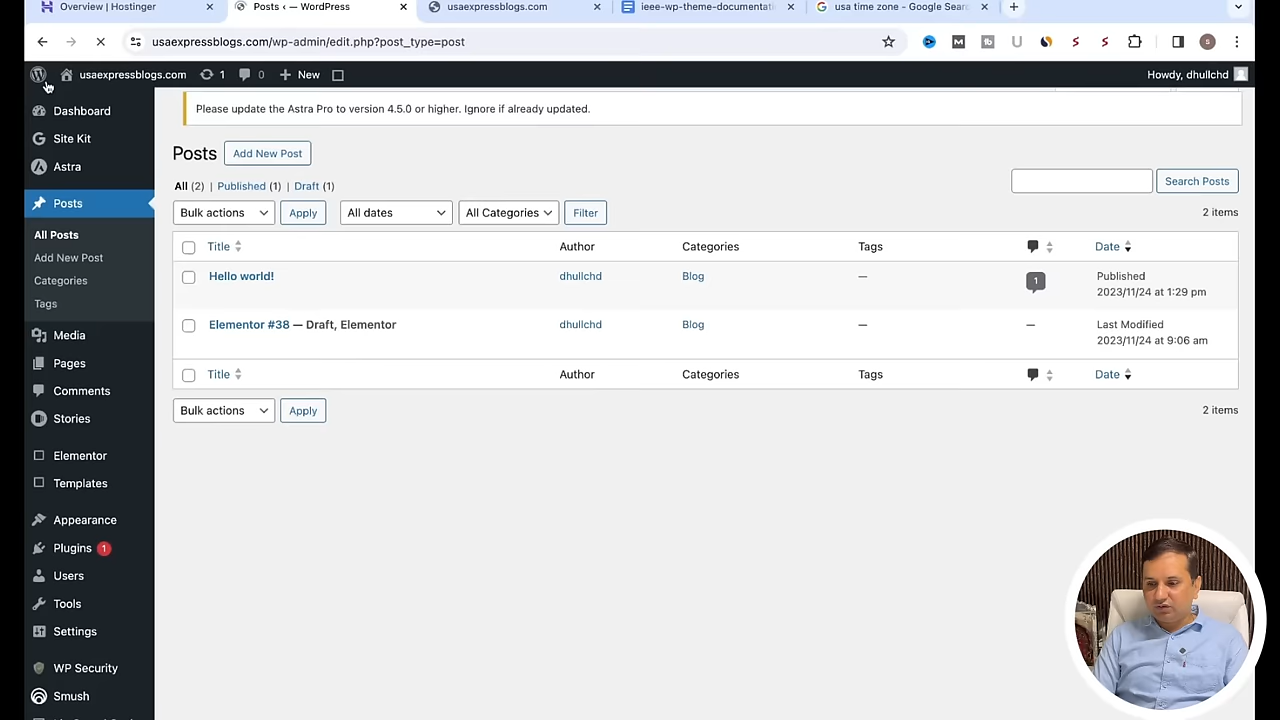 Overview | Hostinger
Posts ‹ — WordPress
usaexpressblogs.com
ieee-wp-theme-documentati
usa time zone - Google Sear
usaexpressblogs.com/wp-admin/edit.php?post_type=post
usaexpressblogs.com 1 0 New
Howdy, dhullchd
Dashboard
Site Kit
Astra
Posts
All Posts
Add New Post
Categories
Tags
Media
Pages
Comments
Stories
Elementor
Templates
Appearance
Plugins 1
Users
Tools
Settings
WP Security
Smush
Please update the Astra Pro to version 4.5.0 or higher. Ignore if already updated.
Posts Add New Post
All (2) | Published (1) | Draft (1)
Search Posts
Bulk actions Apply All dates All Categories Filter
2 items
Title Author Categories Tags Date
Hello world! dhullchd Blog — 1 Published
2023/11/24 at 1:29 pm
Elementor #38 — Draft, Elementor dhullchd Blog — — Last Modified
2023/11/24 at 9:06 am
Title Author Categories Tags Date
Bulk actions Apply
2 items